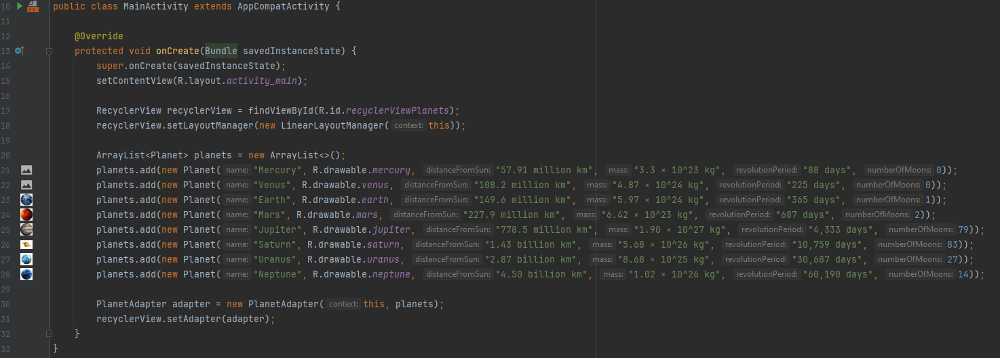 10 public class MainActivity extends AppCompatActivity {
11
12 @Override
13 protected void onCreate(Bundle savedInstanceState) {
14 super.onCreate(savedInstanceState);
15 setContentView(R.layout.activity_main);
16
17 RecyclerView recyclerView = findViewById(R.id.recyclerViewPlanets);
18 recyclerView.setLayoutManager(new LinearLayoutManager( context: this));
19
20 ArrayList<Planet> planets = new ArrayList<>();
21 planets.add(new Planet( name: "Mercury", R.drawable.mercury, distanceFromSun: "57.91 million km", mass: "3.3 × 10^23 kg", revolutionPeriod: "88 days", numberOfMoons: 0));
22 planets.add(new Planet( name: "Venus", R.drawable.venus, distanceFromSun: "108.2 million km", mass: "4.87 × 10^24 kg", revolutionPeriod: "225 days", numberOfMoons: 0));
23 planets.add(new Planet( name: "Earth", R.drawable.earth, distanceFromSun: "149.6 million km", mass: "5.97 × 10^24 kg", revolutionPeriod: "365 days", numberOfMoons: 1));
24 planets.add(new Planet( name: "Mars", R.drawable.mars, distanceFromSun: "227.9 million km", mass: "6.42 × 10^23 kg", revolutionPeriod: "687 days", numberOfMoons: 2));
25 planets.add(new Planet( name: "Jupiter", R.drawable.jupiter, distanceFromSun: "778.5 million km", mass: "1.90 × 10^27 kg", revolutionPeriod: "4,333 days", numberOfMoons: 79));
26 planets.add(new Planet( name: "Saturn", R.drawable.saturn, distanceFromSun: "1.43 billion km", mass: "5.68 × 10^26 kg", revolutionPeriod: "10,759 days", numberOfMoons: 83));
27 planets.add(new Planet( name: "Uranus", R.drawable.uranus, distanceFromSun: "2.87 billion km", mass: "8.68 × 10^25 kg", revolutionPeriod: "30,687 days", numberOfMoons: 27));
28 planets.add(new Planet( name: "Neptune", R.drawable.neptune, distanceFromSun: "4.50 billion km", mass: "1.02 × 10^26 kg", revolutionPeriod: "60,190 days", numberOfMoons: 14));
29
30 PlanetAdapter adapter = new PlanetAdapter( context: this, planets);
31 recyclerView.setAdapter(adapter);
32 }
33 }